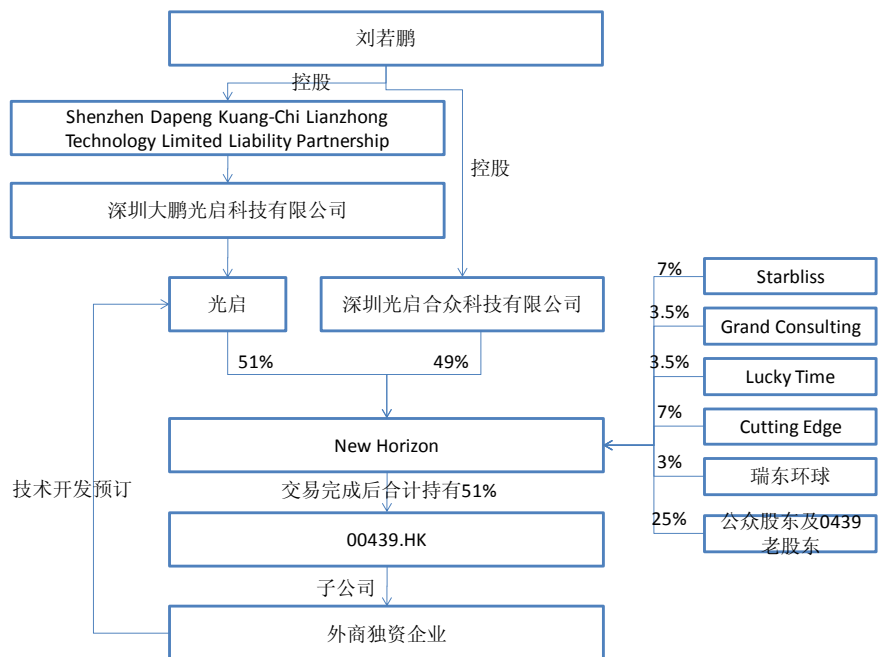 刘若鹏
控股
Shenzhen Dapeng Kuang-Chi Lianzhong
Technology Limited Liability Partnership
控股
深圳大鹏光启科技有限公司
光启
深圳光启合众科技有限公司
51%
49%
7%
Starbliss
3.5%
Grand Consulting
3.5%
Lucky Time
7%
Cutting Edge
3%
瑞东环球
25%
公众股东及0439
老股东
New Horizon
技术开发预订
交易完成后合计持有51%
00439.HK
子公司
外商独资企业